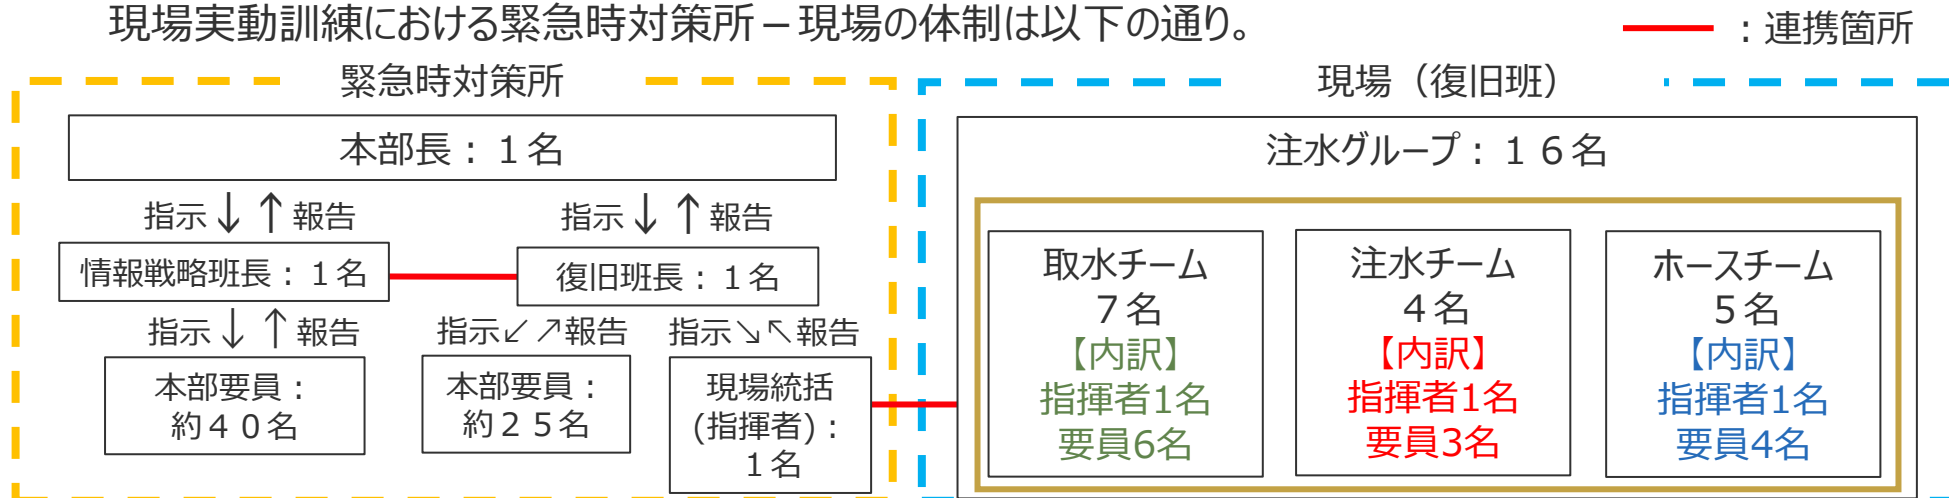 現場実動訓練における緊急時対策所－現場の体制は以下の通り。
：連携箇所
緊急時対策所
本部長：１名
指示↓↑報告
指示↓↑報告
情報戦略班長：１名
復旧班長：１名
指示↓↑報告
指示↙↗報告
指示↘↖報告
本部要員：
約４０名
本部要員：
約２５名
現場統括
(指揮者)：
１名
現場（復旧班）
注水グループ：１６名
取水チーム
７名
【内訳】
指揮者1名
要員6名
注水チーム
４名
【内訳】
指揮者1名
要員3名
ホースチーム
５名
【内訳】
指揮者1名
要員4名